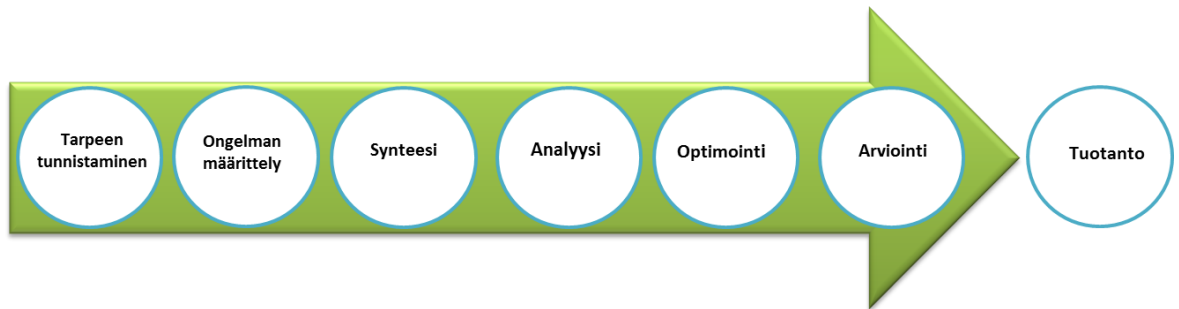 Tarpeen
tunnistaminen
Ongelman
määrittely
Synteesi
Analyysi
Optimointi
Arviointi
Tuotanto